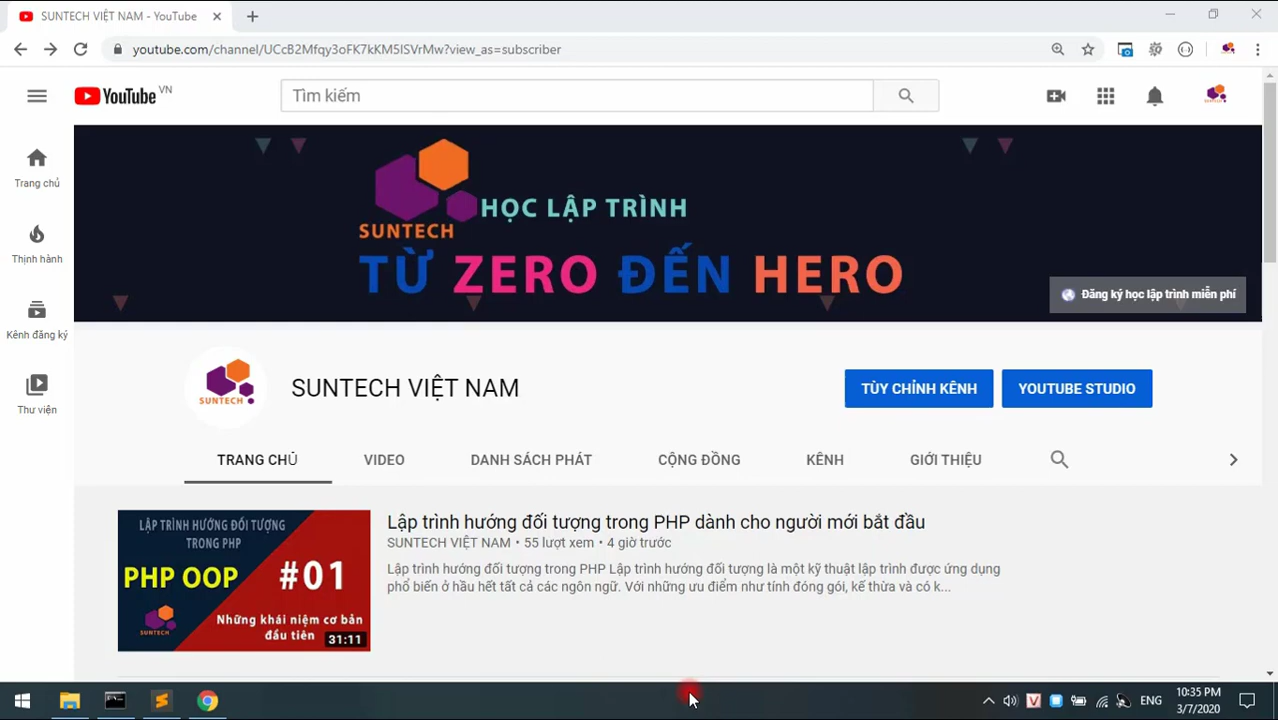 SUNTECH VIỆT NAM - YouTube
youtube.com/channel/UCcB2Mfqy3oFK7kKM5ISVrMw?view_as=subscriber
YouTube VN
Tìm kiếm
Trang chủ
Thịnh hành
Kênh đăng ký
Thư viện
HỌC LẬP TRÌNH
SUNTECH
TỪ ZERO ĐẾN HERO
Đăng ký học lập trình miễn phí
SUNTECH
SUNTECH VIỆT NAM
TÙY CHỈNH KÊNH
YOUTUBE STUDIO
TRANG CHỦ VIDEO DANH SÁCH PHÁT CỘNG ĐỒNG KÊNH GIỚI THIỆU
LẬP TRÌNH HƯỚNG ĐỐI TƯỢNG
TRONG PHP
PHP OOP #01
SUNTECH
Những khái niệm cơ bản
đầu tiên
31:11
Lập trình hướng đối tượng trong PHP dành cho người mới bắt đầu
SUNTECH VIỆT NAM • 55 lượt xem • 4 giờ trước
Lập trình hướng đối tượng trong PHP Lập trình hướng đối tượng là một kỹ thuật lập trình được ứng dụng
phổ biến ở hầu hết tất cả các ngôn ngữ. Với những ưu điểm như tính đóng gói, kế thừa và có k...
ENG
10:35 PM
3/7/2020